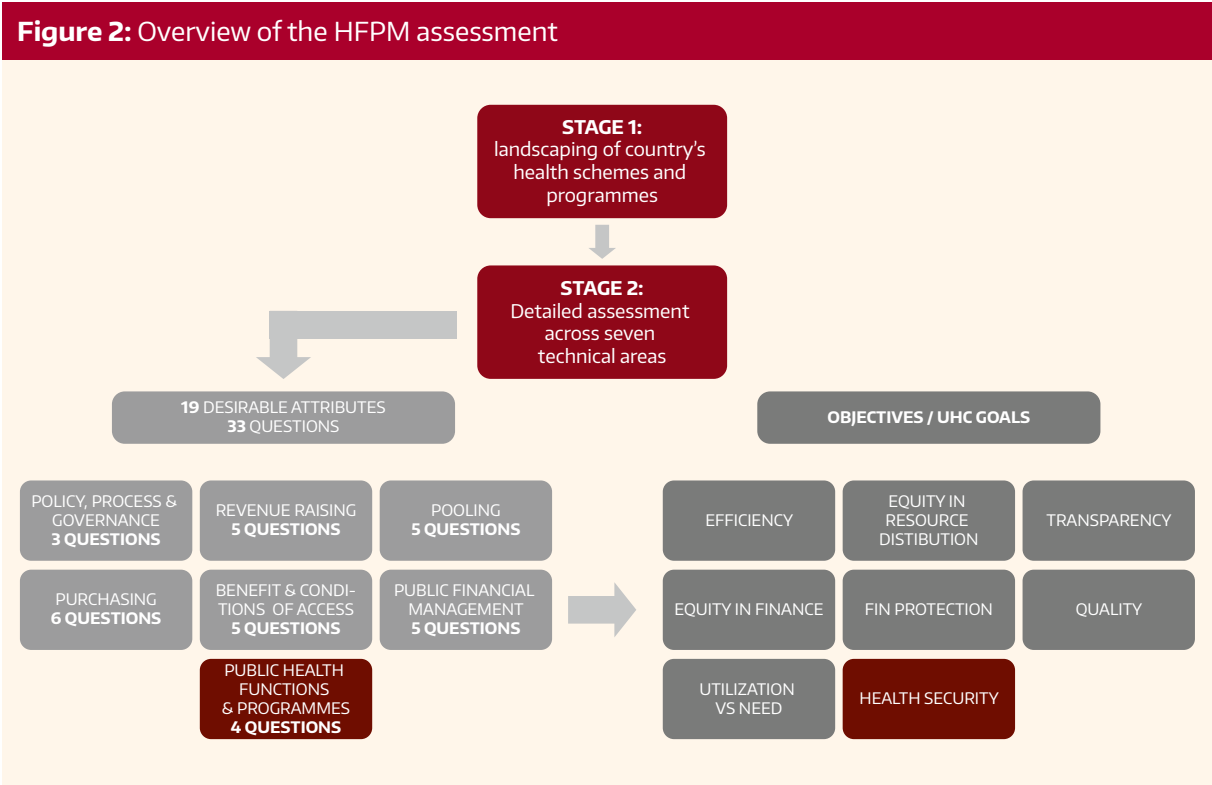 Figure 2: Overview of the HFPM assessment
STAGE 1:
landscaping of country's
health schemes and
programmes
STAGE 2:
Detailed assessment
across seven
technical areas
19 DESIRABLE ATTRIBUTES
33 QUESTIONS
OBJECTIVES / UHC GOALS
POLICY, PROCESS &
GOVERNANCE
3 QUESTIONS
REVENUE RAISING
5 QUESTIONS
POOLING
5 QUESTIONS
EFFICIENCY
EQUITY IN
RESOURCE
DISTIBUTION
TRANSPARENCY
PURCHASING
6 QUESTIONS
BENEFIT & CONDI-
TIONS OF ACCESS
5 QUESTIONS
PUBLIC FINANCIAL
MANAGEMENT
5 QUESTIONS
EQUITY IN FINANCE
FIN PROTECTION
QUALITY
PUBLIC HEALTH
FUNCTIONS
& PROGRAMMES
4 QUESTIONS
UTILIZATION
VS NEED
HEALTH SECURITY